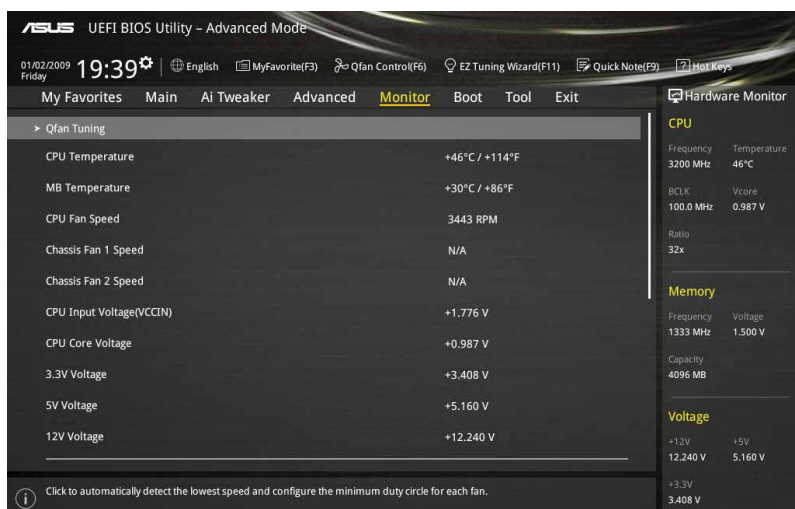 ASUS UEFI BIOS Utility – Advanced Mode
01/02/2009
Friday
19:39
English
MyFavorite(F3)
Qfan Control(F6)
EZ Tuning Wizard(F11)
Quick Note(F9)
Hot Keys
My Favorites Main Ai Tweaker Advanced Monitor Boot Tool Exit
> Qfan Tuning
CPU Temperature +46°C / +114°F
MB Temperature +30°C / +86°F
CPU Fan Speed 3443 RPM
Chassis Fan 1 Speed N/A
Chassis Fan 2 Speed N/A
CPU Input Voltage(VCCIN) +1.776 V
CPU Core Voltage +0.987 V
3.3V Voltage +3.408 V
5V Voltage +5.160 V
12V Voltage +12.240 V
Click to automatically detect the lowest speed and configure the minimum duty circle for each fan.
Hardware Monitor
CPU
Frequency Temperature
3200 MHz 46°C
BCLK Vcore
100.0 MHz 0.987 V
Ratio
32x
Memory
Frequency Voltage
1333 MHz 1.500 V
Capacity
4096 MB
Voltage
+12V +5V
12.240 V 5.160 V
+3.3V
3.408 V